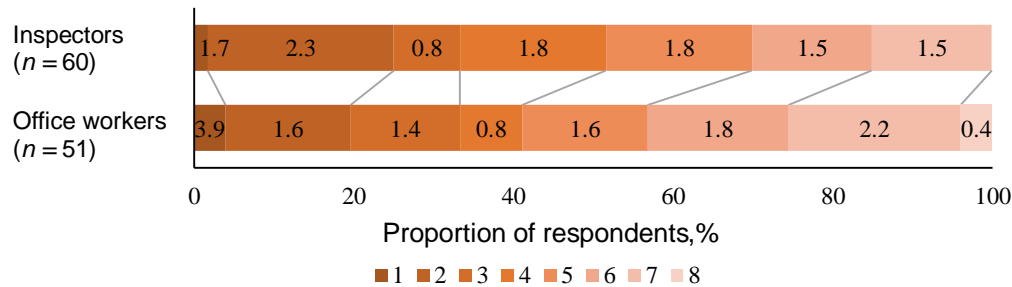 Inspectors
(n = 60)
1.7 2.3 0.8 1.8 1.8 1.5 1.5
Office workers
(n = 51)
3.9 1.6 1.4 0.8 1.6 1.8 2.2 0.4
0 20 40 60 80 100
Proportion of respondents,%
1 2 3 4 5 6 7 8